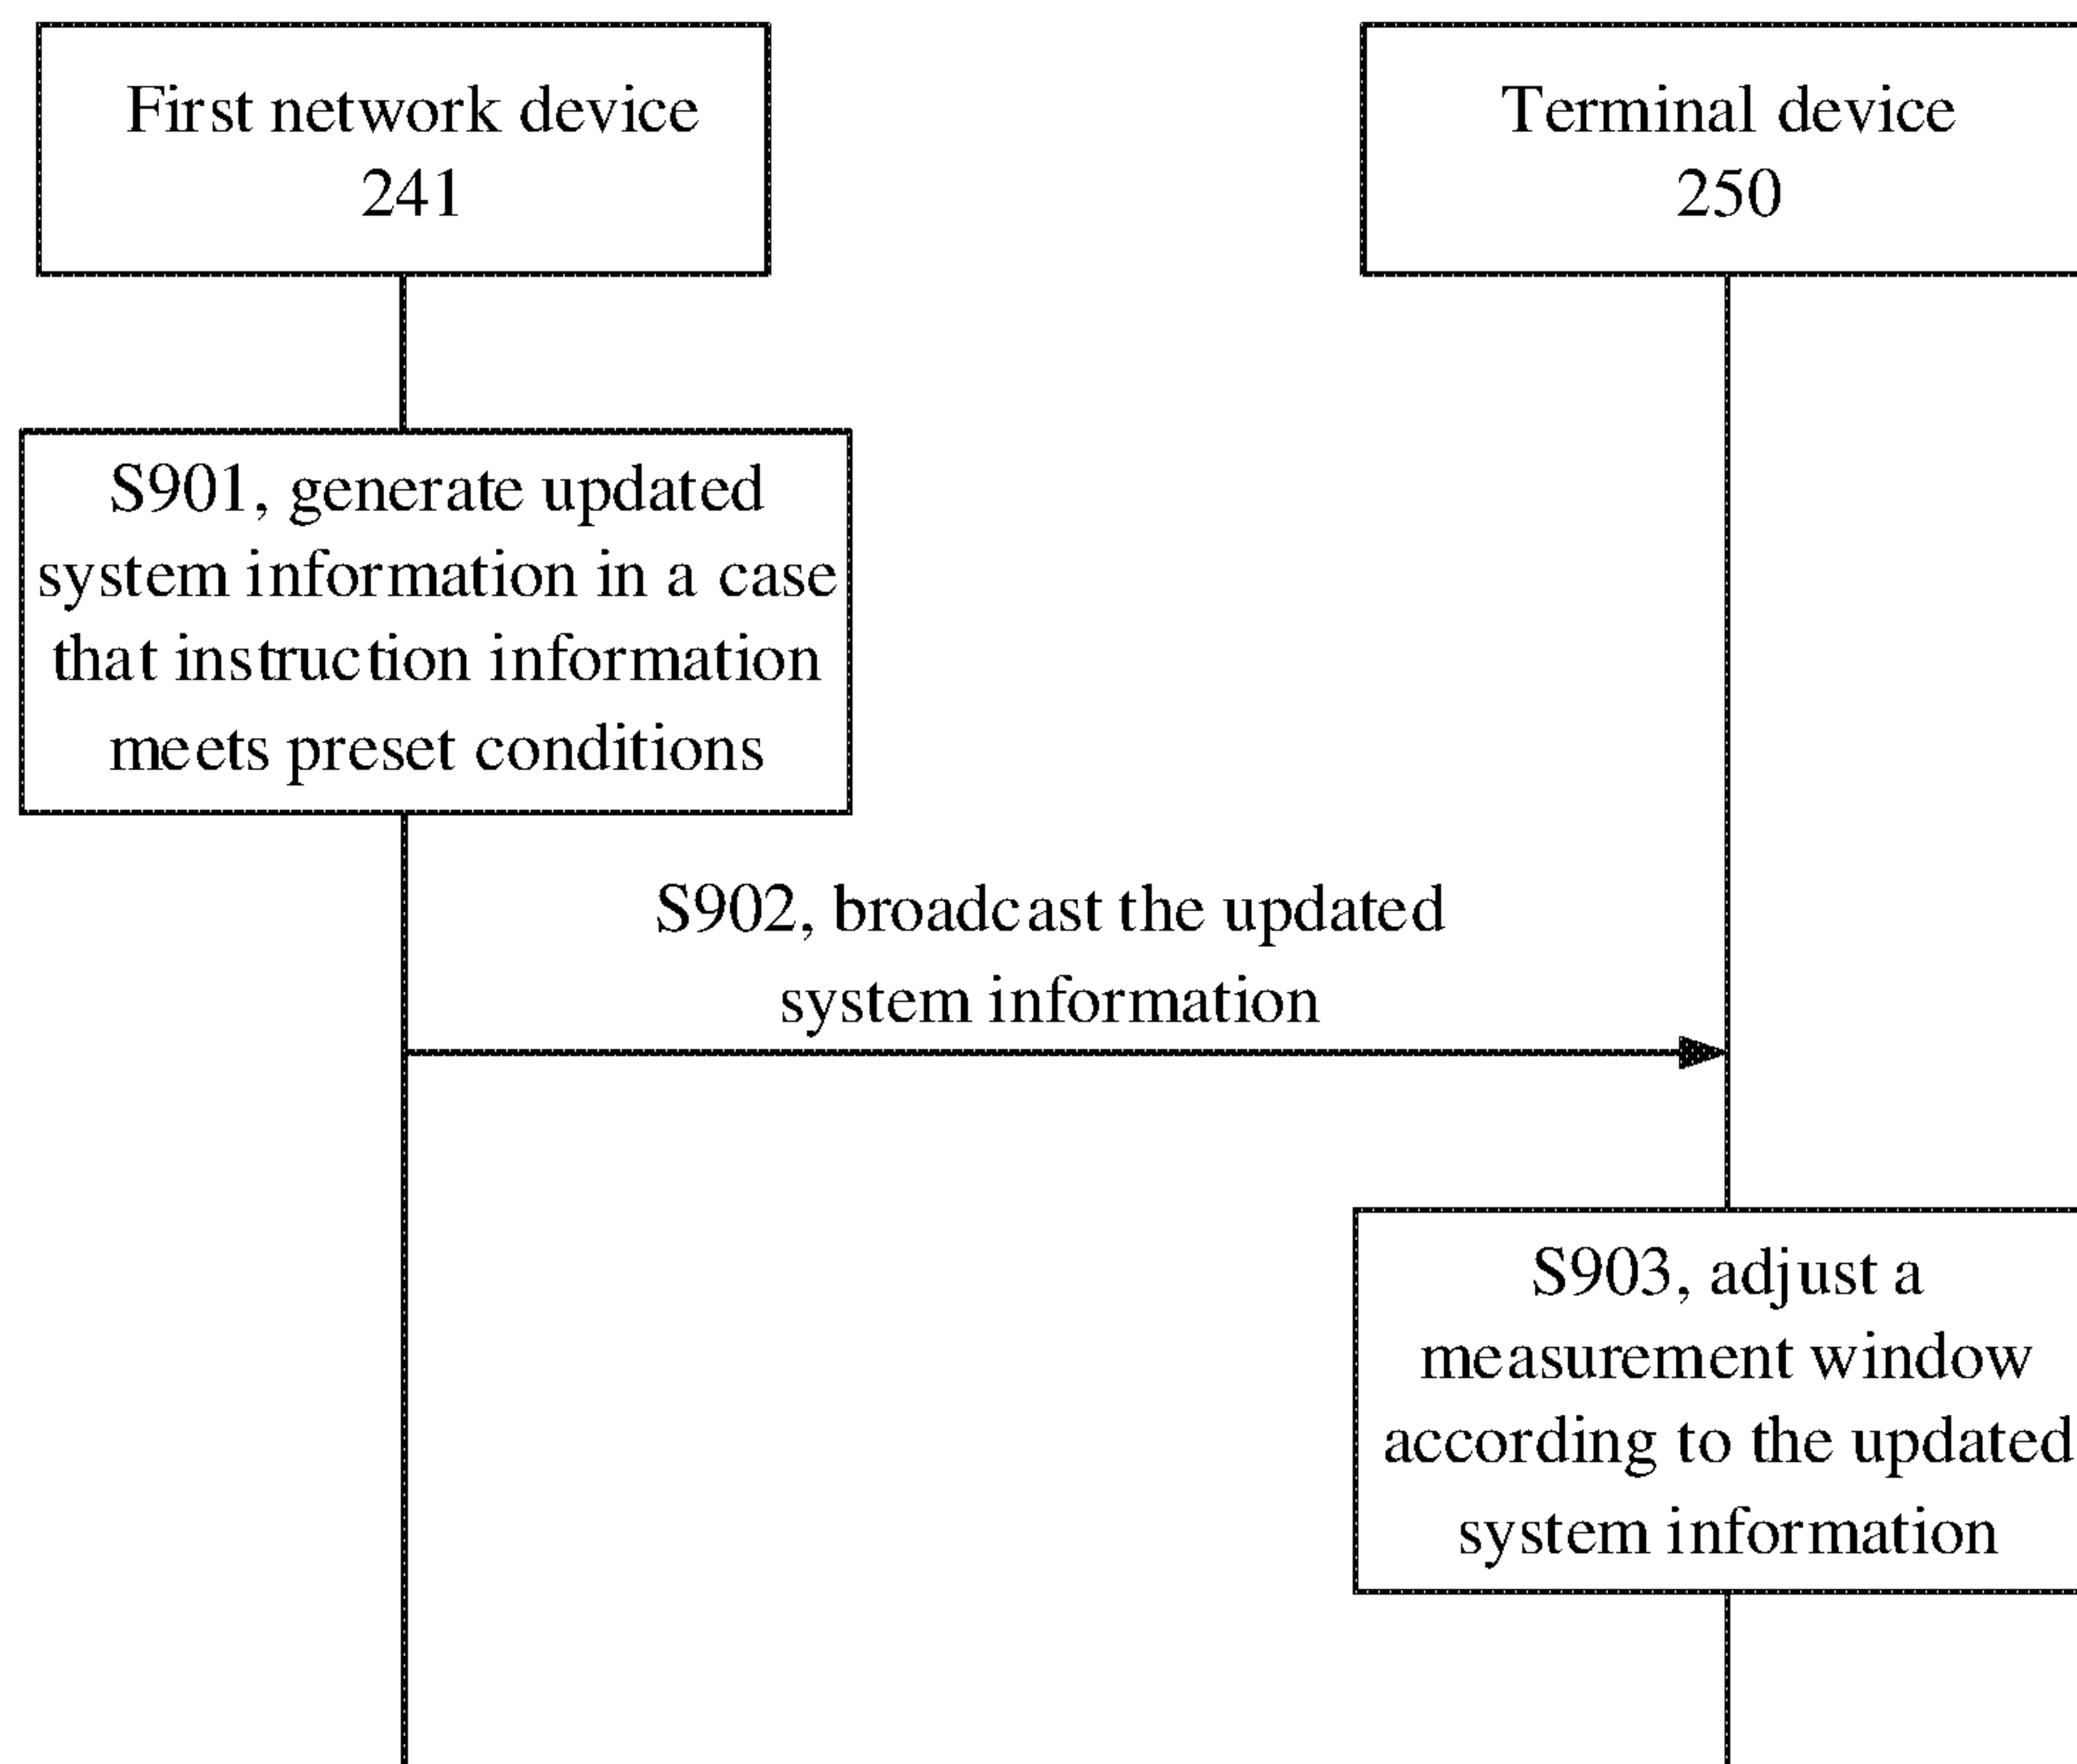 First network device
241
Terminal device
250
S901, generate updated
system information in a case
that instruction information
meets preset conditions
S902, broadcast the updated
system information
S903, adjust a
measurement window
according to the updated
system information